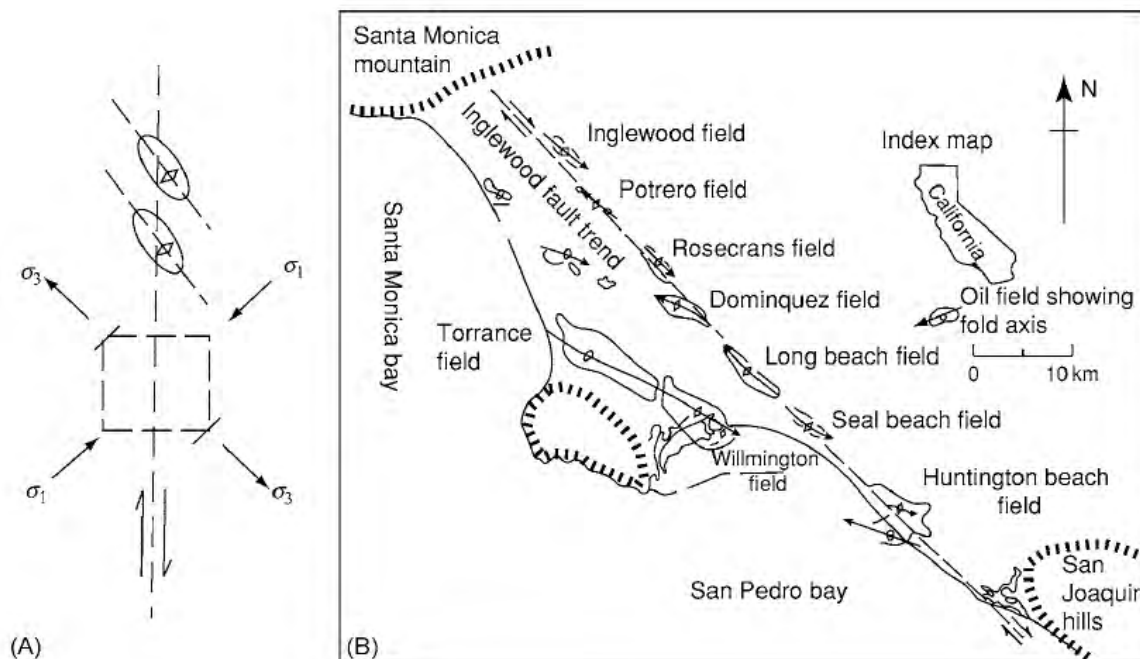 σ₃
σ₁
σ₁
σ₃
(A)
Santa Monica
mountain
Inglewood fault trend
Inglewood field
Potrero field
Rosecrans field
Dominquez field
Long beach field
Seal beach field
Huntington beach
field
Santa Monica bay
Torrance
field
Willmington
field
San Pedro bay
San
Joaquin
hills
N
Index map
California
Oil field showing
fold axis
0 10 km
(B)